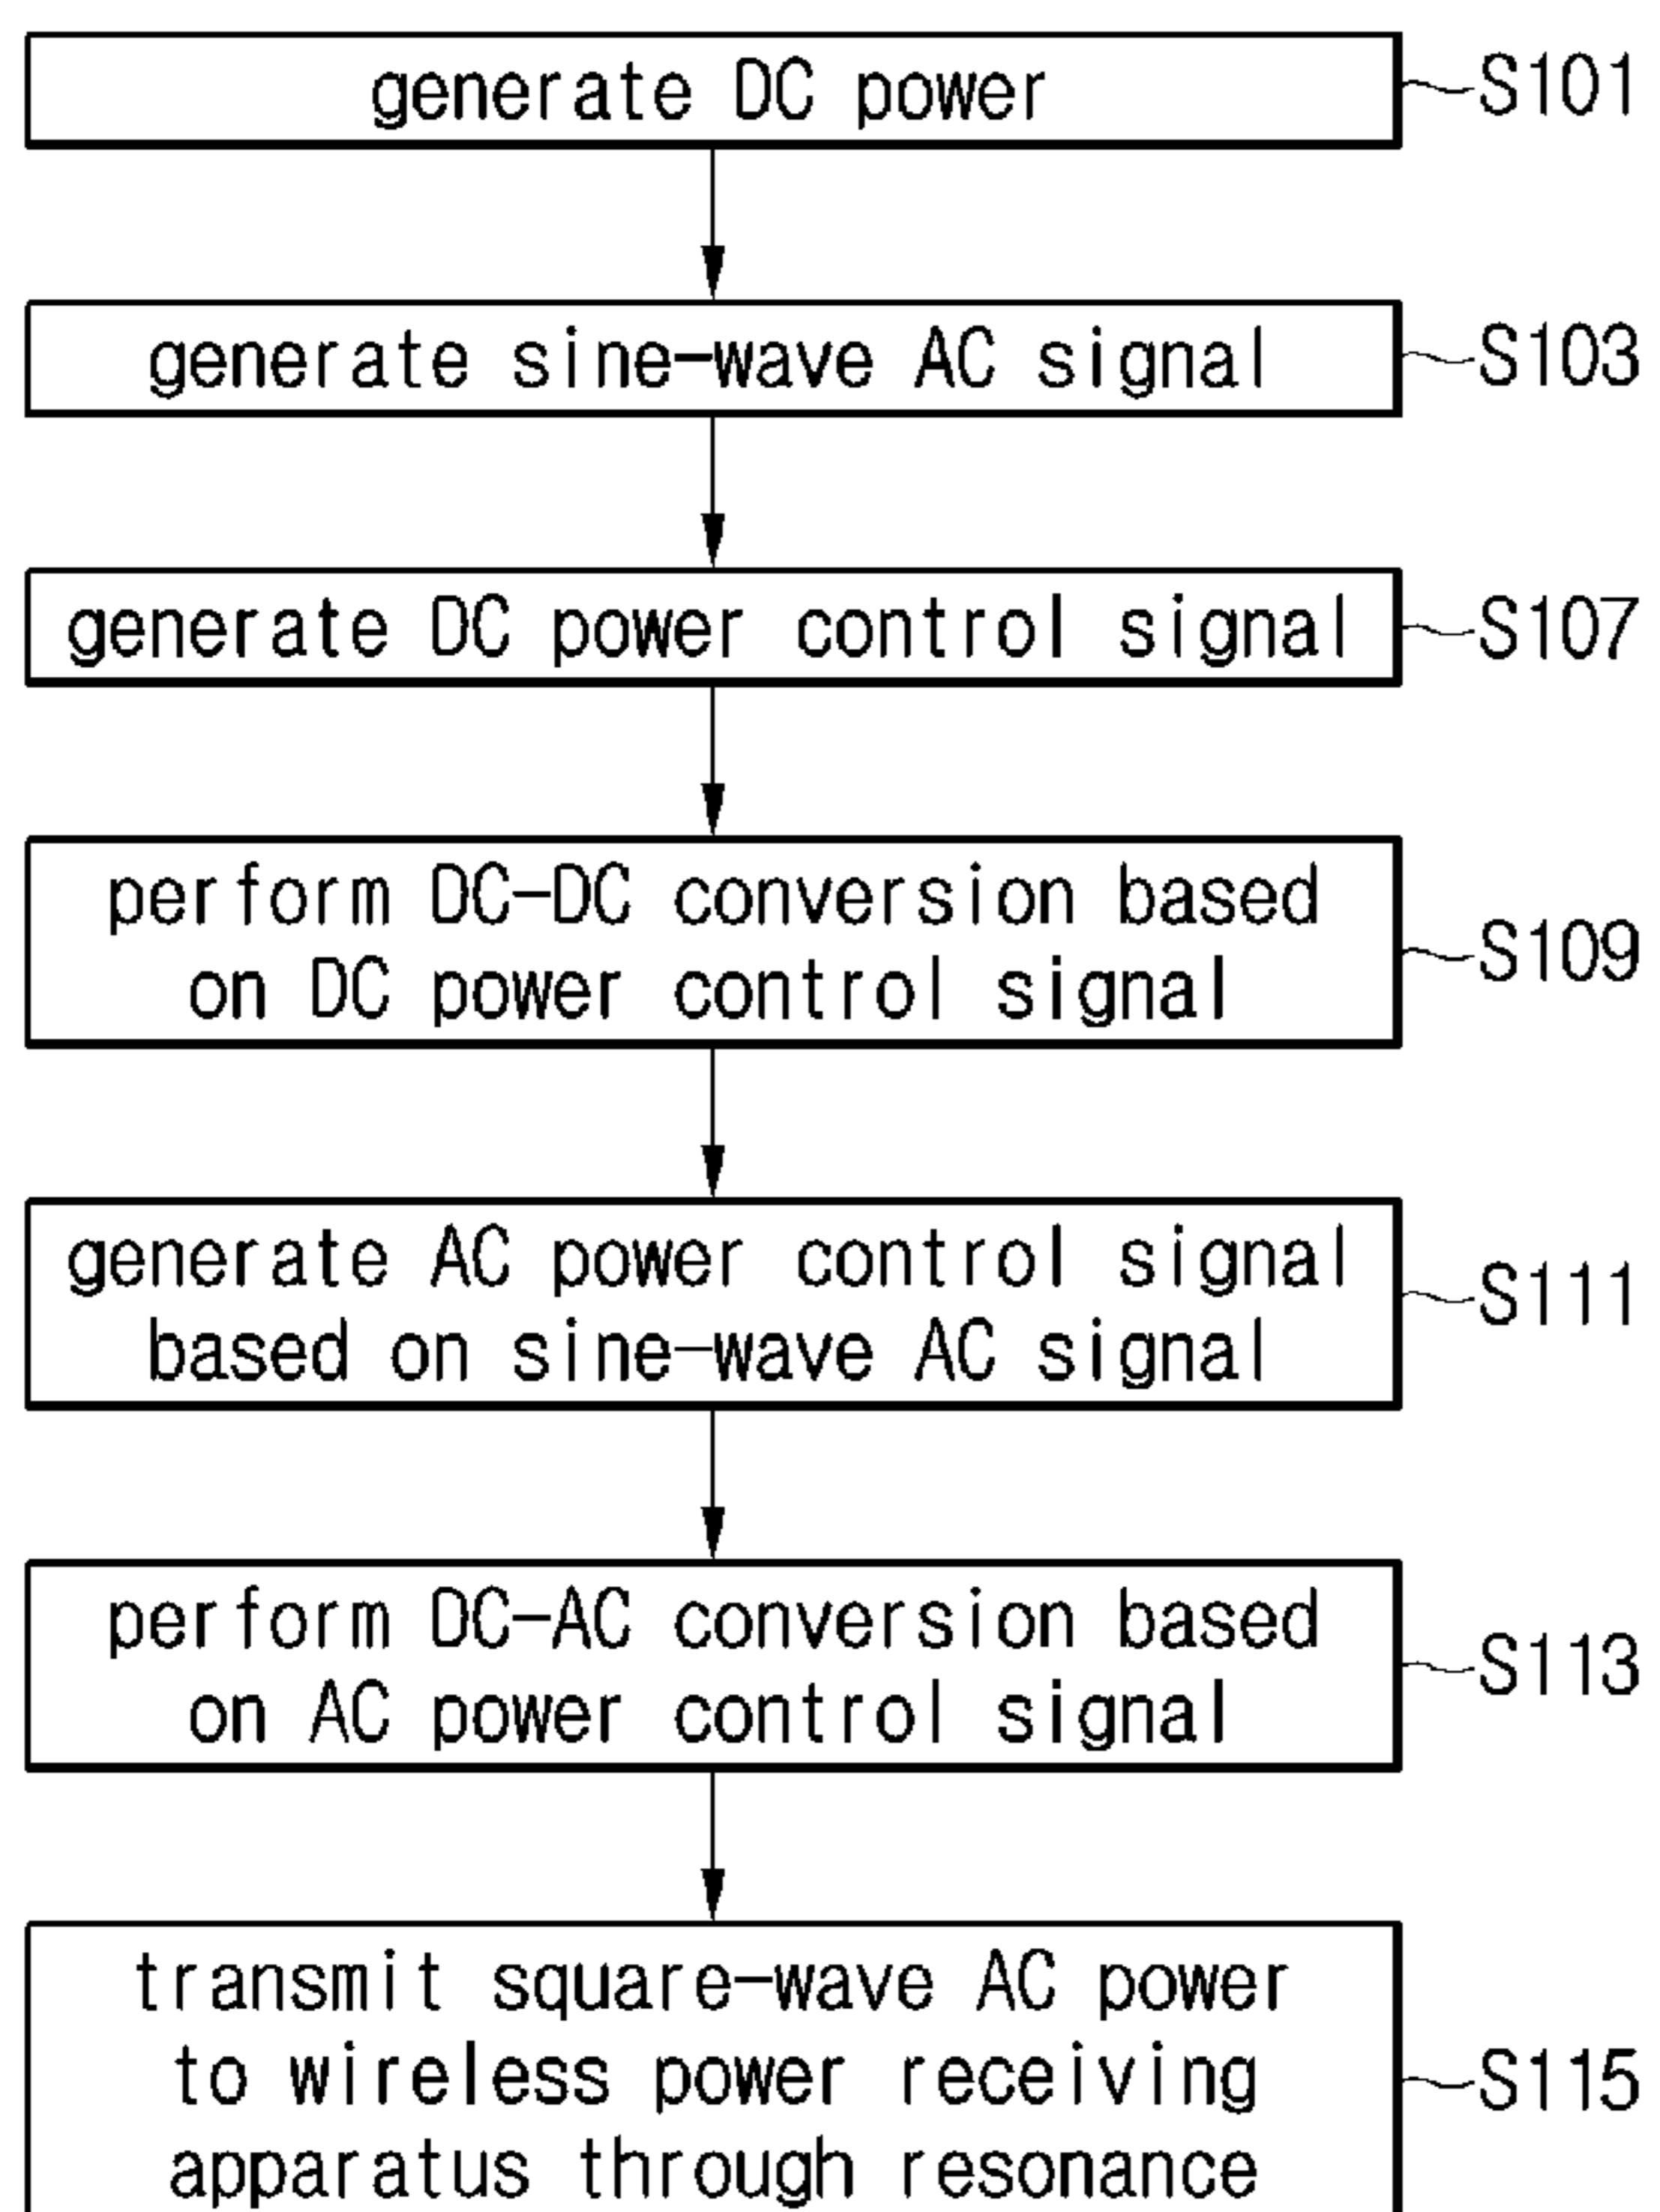 generate DC power
S101
generate sine-wave AC signal
S103
generate DC power control signal
S107
perform DC-DC conversion based
on DC power control signal
S109
generate AC power control signal
based on sine-wave AC signal
S111
perform DC-AC conversion based
on AC power control signal
S113
transmit square-wave AC power
to wireless power receiving
apparatus through resonance
S115